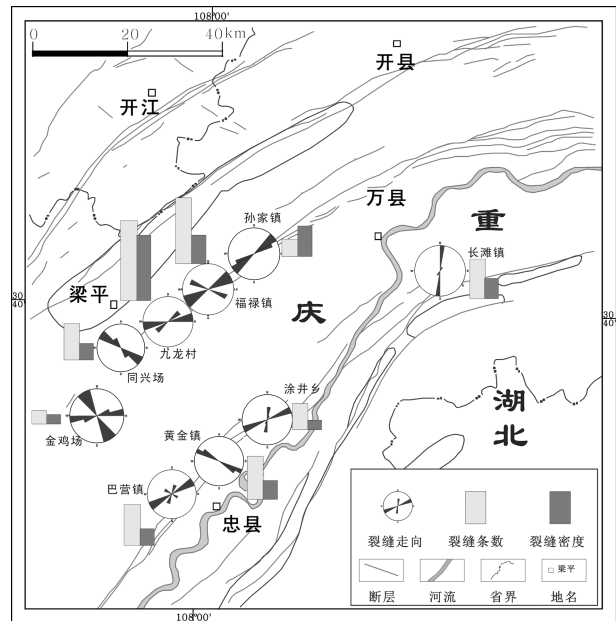 108°00′
0 20 40km
开县
开江
孙家镇
万县
重
长滩镇
梁平
福禄镇
30°40′
庆
30°40′
九龙村
同兴场
涂井乡
湖
北
黄金镇
金鸡场
巴营镇
忠县
裂缝走向 裂缝条数 裂缝密度
梁平
断层 河流 省界 地名
108°00′